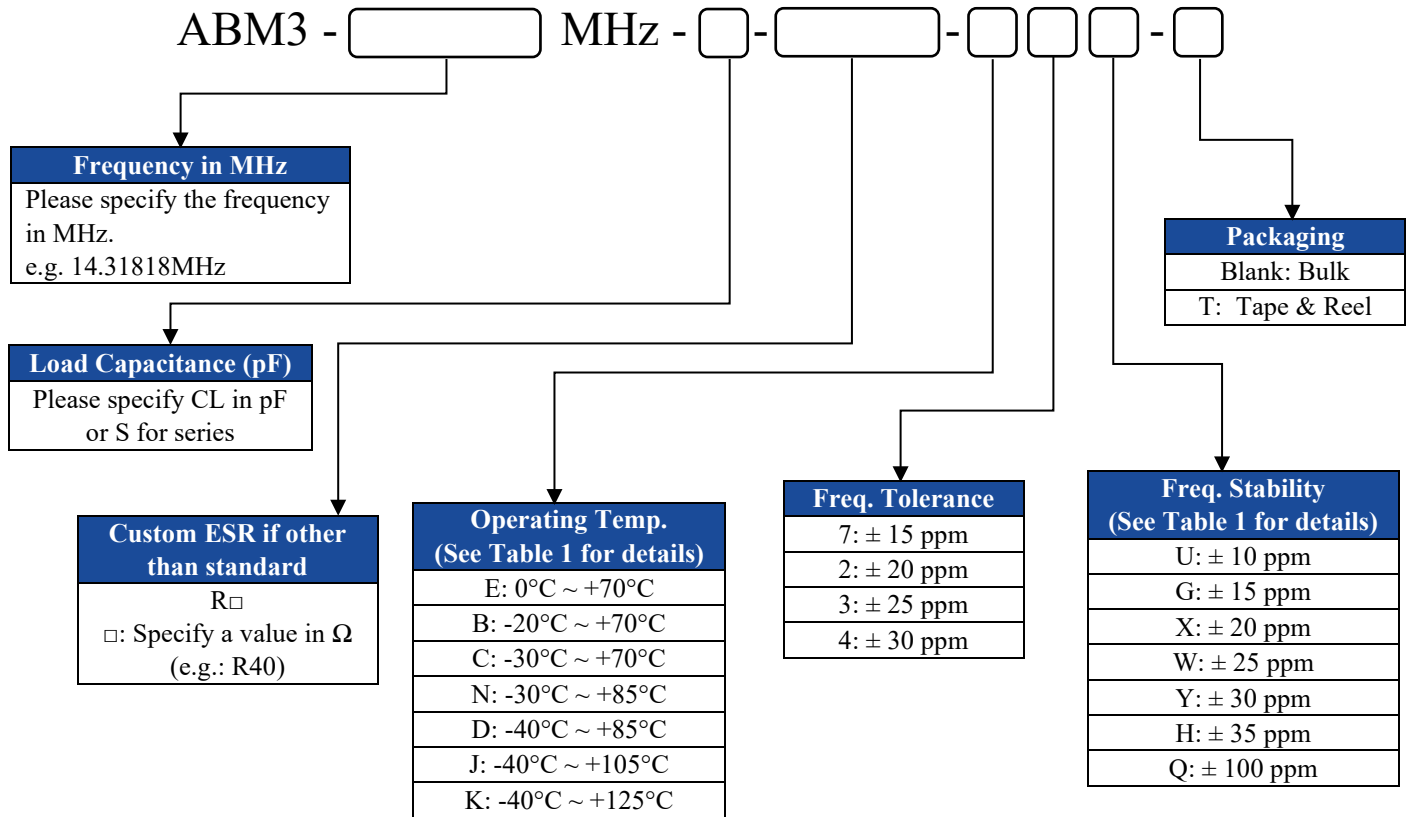 ABM3 - MHz - - - -
Frequency in MHz
Please specify the frequency
in MHz.
e.g. 14.31818MHz
Packaging
Blank: Bulk
T: Tape & Reel
Load Capacitance (pF)
Please specify CL in pF
or S for series
Custom ESR if other
than standard
R□
□: Specify a value in Ω
(e.g.: R40)
Operating Temp.
(See Table 1 for details)
E: 0°C ~ +70°C
B: -20°C ~ +70°C
C: -30°C ~ +70°C
N: -30°C ~ +85°C
D: -40°C ~ +85°C
J: -40°C ~ +105°C
K: -40°C ~ +125°C
Freq. Tolerance
7: ± 15 ppm
2: ± 20 ppm
3: ± 25 ppm
4: ± 30 ppm
Freq. Stability
(See Table 1 for details)
U: ± 10 ppm
G: ± 15 ppm
X: ± 20 ppm
W: ± 25 ppm
Y: ± 30 ppm
H: ± 35 ppm
Q: ± 100 ppm